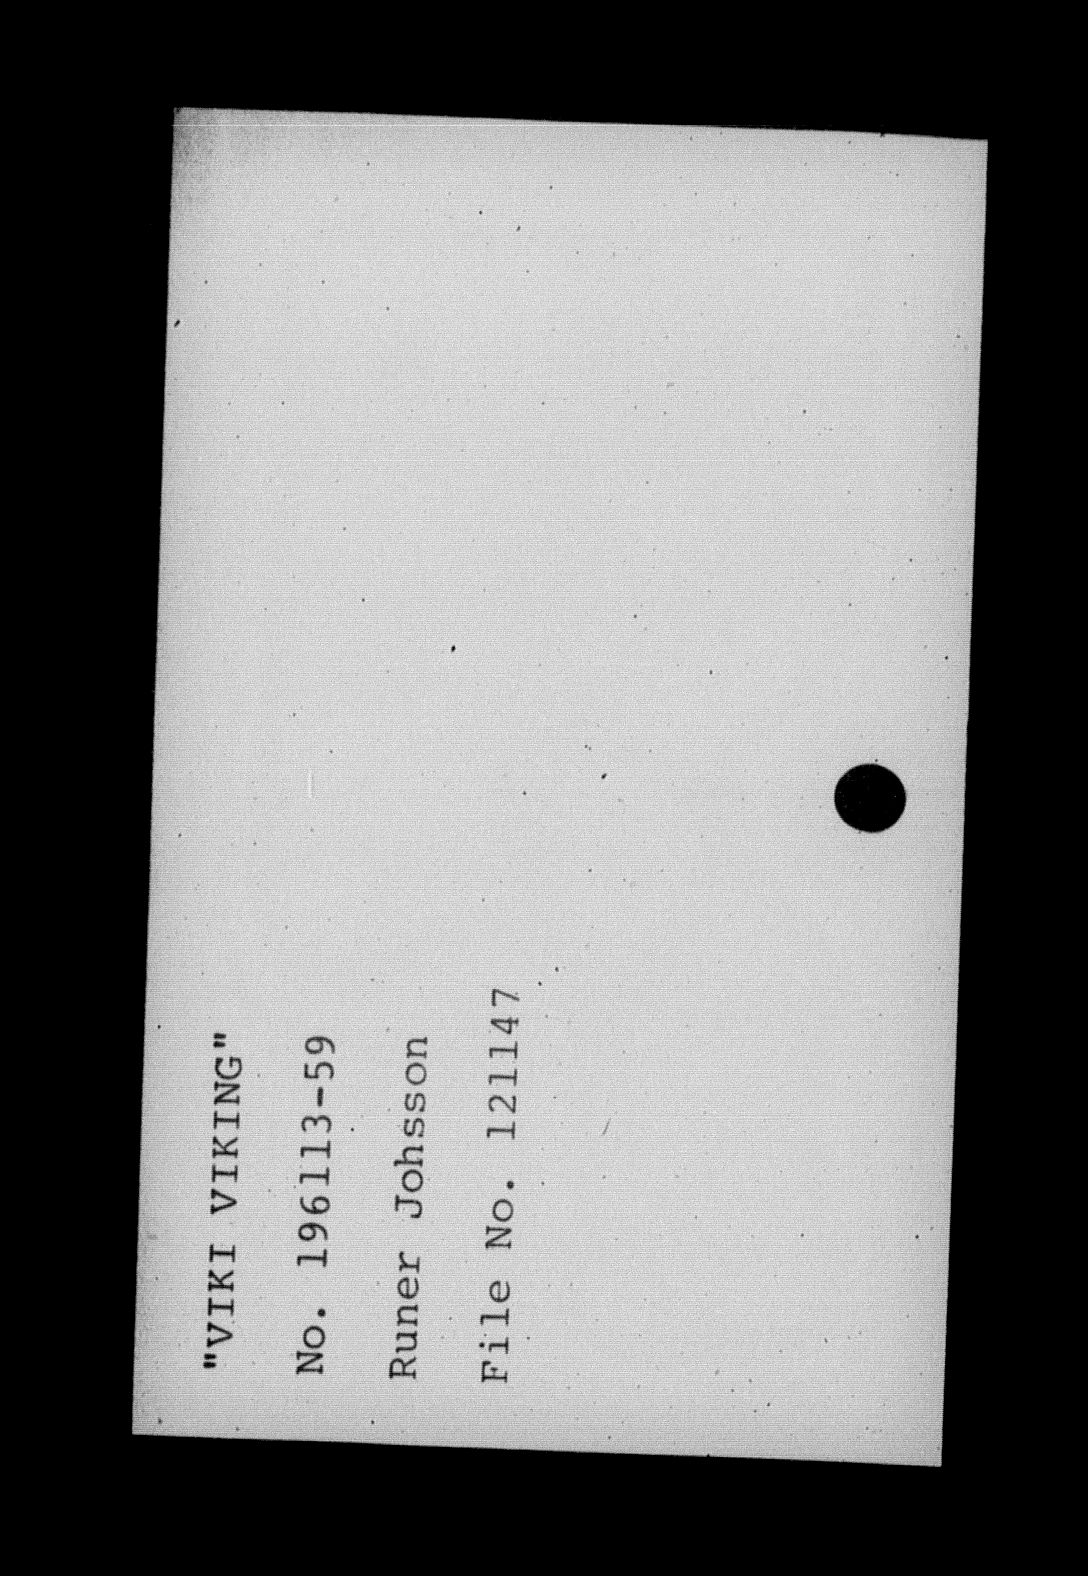 "VIKI VIKING"
No. 196113-59
Runer Johsson
File No. 121147